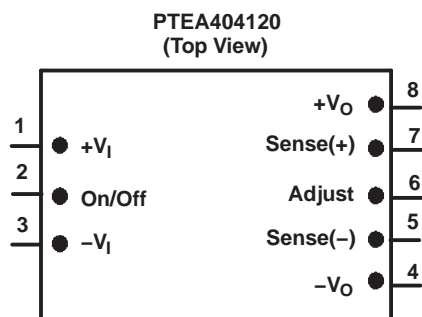 PTEA404120
(Top View)
1
+VI
2
On/Off
3
−VI
+VO
8
Sense(+)
7
Adjust
6
Sense(−)
5
−VO
4